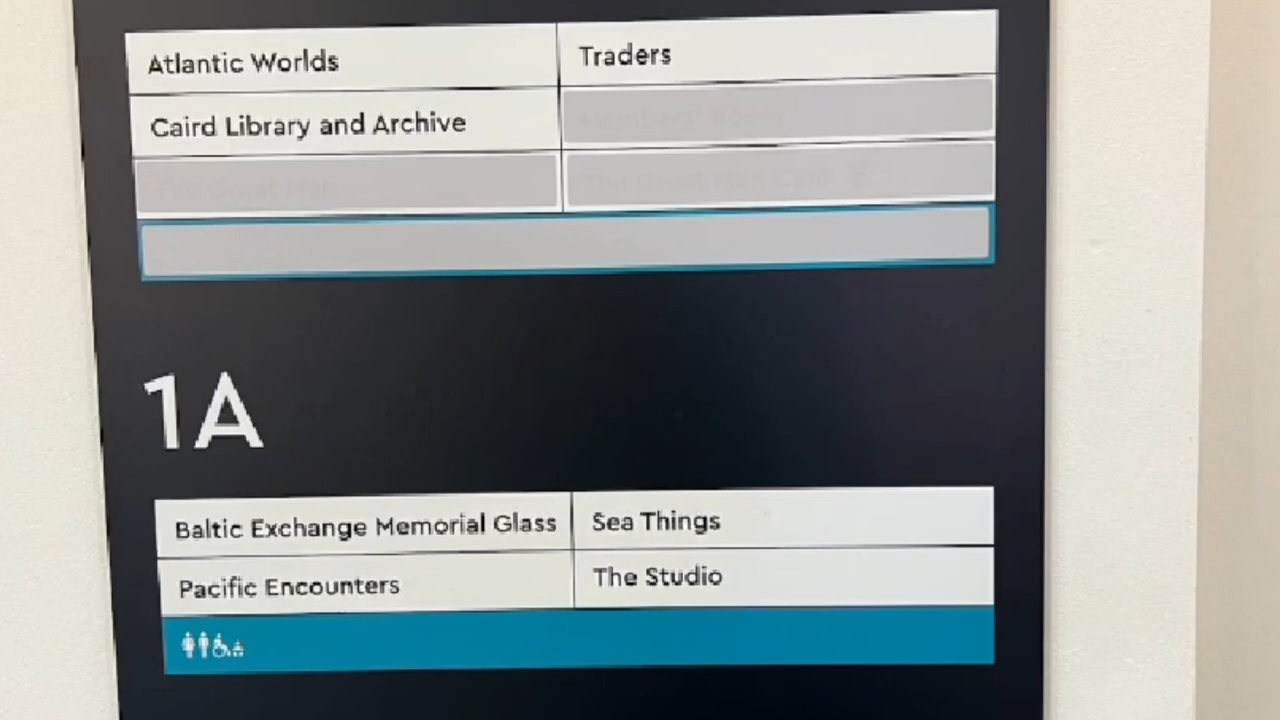 Atlantic Worlds
Traders
Caird Library and Archive
1A
Baltic Exchange Memorial Glass
Sea Things
Pacific Encounters
The Studio